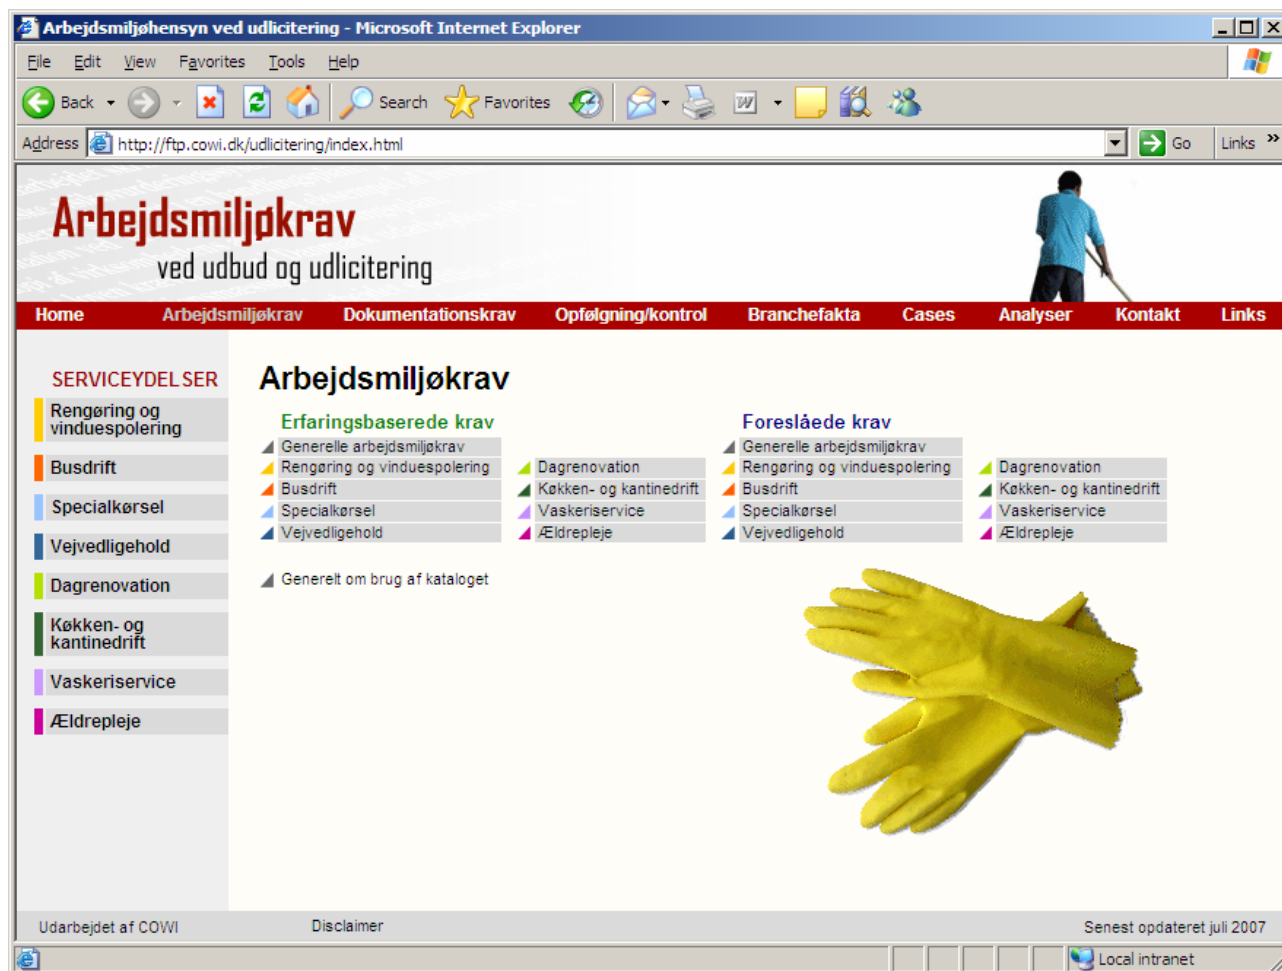 Arbejdsmiljøhensyn ved udlicitering - Microsoft Internet Explorer
File Edit View Favorites Tools Help
Back Search Favorites
Address http://ftp.cowi.dk/udlicitering/index.html Go Links »
Arbejdsmiljøkrav
ved udbud og udlicitering
Home Arbejdsmiljøkrav Dokumentationskrav Opfølgning/kontrol Branchefakta Cases Analyser Kontakt Links
SERVICEYDELSER
Rengøring og
vinduespolering
Busdrift
Specialkørsel
Vejvedligehold
Dagrenovation
Køkken- og
kantinedrift
Vaskeriservice
Ældrepleje
Arbejdsmiljøkrav
Erfaringsbaserede krav
Generelle arbejdsmiljøkrav
Rengøring og vinduespolering Dagrenovation
Busdrift Køkken- og kantinedrift
Specialkørsel Vaskeriservice
Vejvedligehold Ældrepleje
Foreslåede krav
Generelle arbejdsmiljøkrav
Rengøring og vinduespolering Dagrenovation
Busdrift Køkken- og kantinedrift
Specialkørsel Vaskeriservice
Vejvedligehold Ældrepleje
Generelt om brug af kataloget
Udarbejdet af COWI Disclaimer Senest opdateret juli 2007
Local intranet